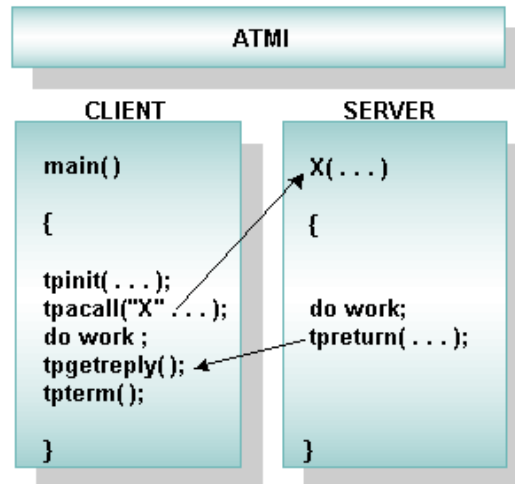 ATMI
CLIENT
main()
{
tpinit(...);
tpacall("X" ...);
do work ;
tpgetreply();
tpterm();
}
SERVER
X(...)
{
do work;
tpreturn(...);
}